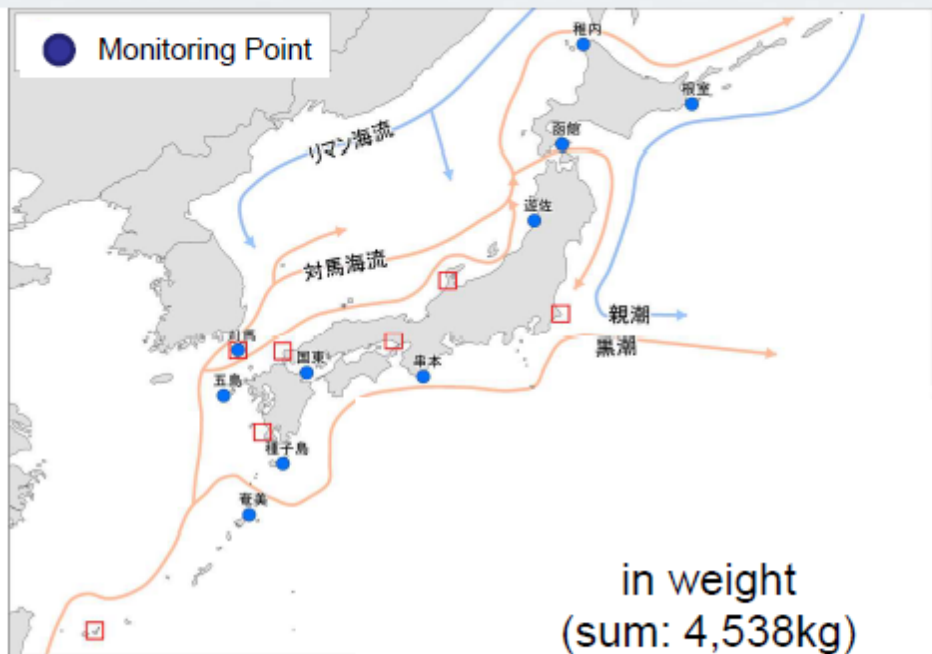 Monitoring Point
稚内
根室
函館
リマン海流
遊佐
対馬海流
親潮
黒潮
対馬
国東
串本
五島
種子島
奄美
in weight
(sum: 4,538kg)